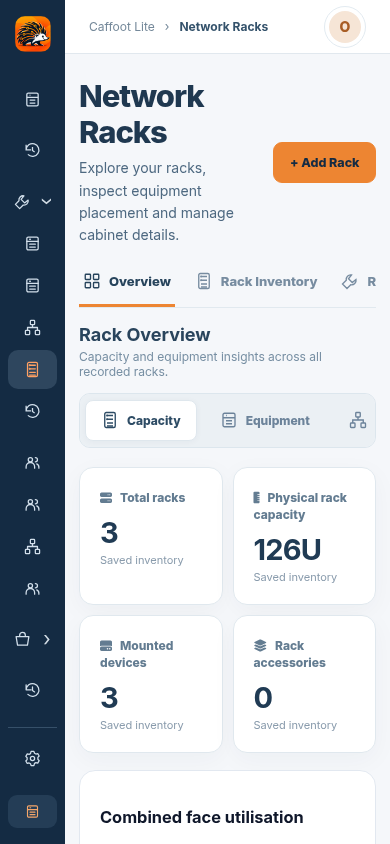 Caffoot Lite › Network Racks
O
Network
Racks
Explore your racks,
inspect equipment
placement and manage
cabinet details.
+ Add Rack
Overview
Rack Inventory
R
Rack Overview
Capacity and equipment insights across all
recorded racks.
Capacity
Equipment
Total racks
3
Saved inventory
Physical rack
capacity
126U
Saved inventory
Mounted
devices
3
Saved inventory
Rack
accessories
0
Saved inventory
Combined face utilisation